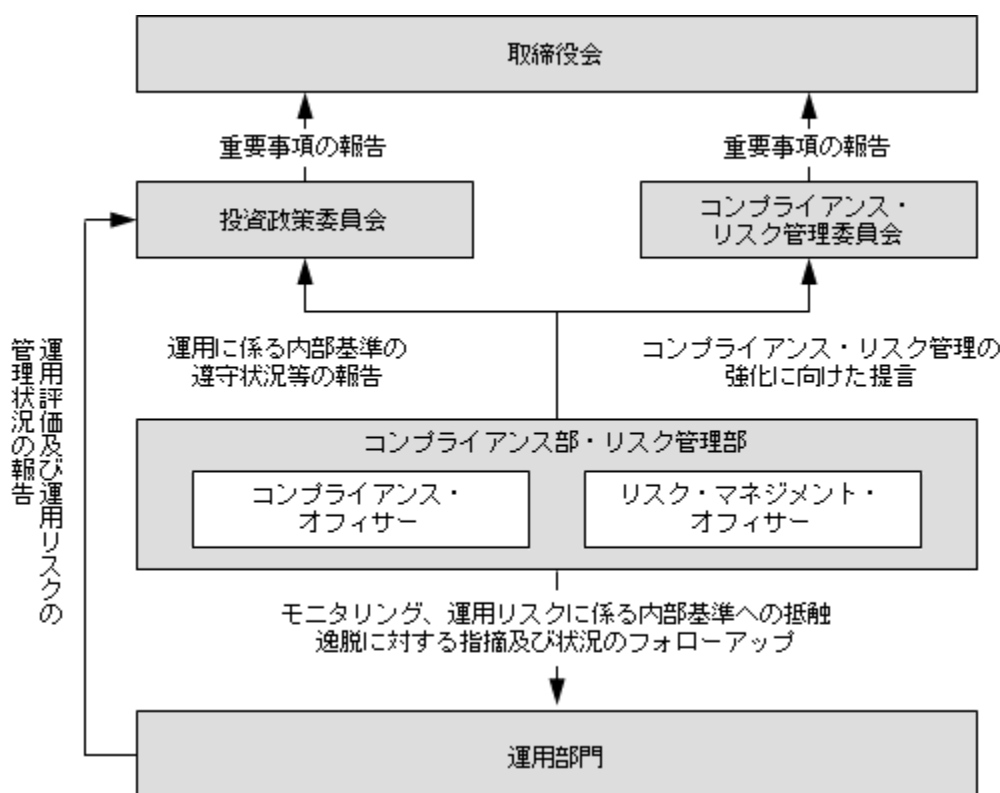 取締役会
重要事項の報告
重要事項の報告
投資政策委員会
コンプライアンス・
リスク管理委員会
運用に係る内部基準の
遵守状況等の報告
コンプライアンス・リスク管理の
強化に向けた提言
運用評価及び運用リスクの
管理状況の報告
コンプライアンス部・リスク管理部
コンプライアンス・
オフィサー
リスク・マネジメント・
オフィサー
モニタリング、運用リスクに係る内部基準への抵触
逸脱に対する指摘及び状況のフォローアップ
運用部門